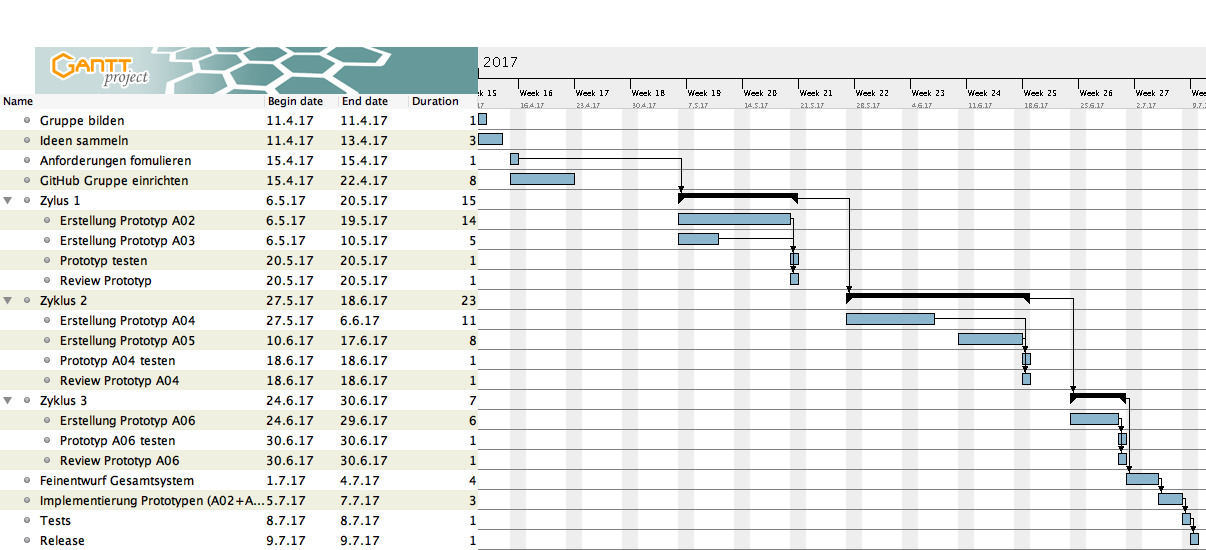 GANTT
project
2017
ek 15 Week 16 Week 17 Week 18 Week 19 Week 20 Week 21 Week 22 Week 23 Week 24 Week 25 Week 26 Week 27 Wee
Name Begin date End date Duration
17 16.4.17 23.4.17 30.4.17 7.5.17 14.5.17 21.5.17 28.5.17 4.6.17 11.6.17 18.6.17 25.6.17 2.7.17 9.7.1
Gruppe bilden 11.4.17 11.4.17 1
Ideen sammeln 11.4.17 13.4.17 3
Anforderungen fomulieren 15.4.17 15.4.17 1
GitHub Gruppe einrichten 15.4.17 22.4.17 8
Zylus 1 6.5.17 20.5.17 15
Erstellung Prototyp A02 6.5.17 19.5.17 14
Erstellung Prototyp A03 6.5.17 10.5.17 5
Prototyp testen 20.5.17 20.5.17 1
Review Prototyp 20.5.17 20.5.17 1
Zyklus 2 27.5.17 18.6.17 23
Erstellung Prototyp A04 27.5.17 6.6.17 11
Erstellung Prototyp A05 10.6.17 17.6.17 8
Prototyp A04 testen 18.6.17 18.6.17 1
Review Prototyp A04 18.6.17 18.6.17 1
Zyklus 3 24.6.17 30.6.17 7
Erstellung Prototyp A06 24.6.17 29.6.17 6
Prototyp A06 testen 30.6.17 30.6.17 1
Review Prototyp A06 30.6.17 30.6.17 1
Feinentwurf Gesamtsystem 1.7.17 4.7.17 4
Implementierung Prototypen (A02+A... 5.7.17 7.7.17 3
Tests 8.7.17 8.7.17 1
Release 9.7.17 9.7.17 1